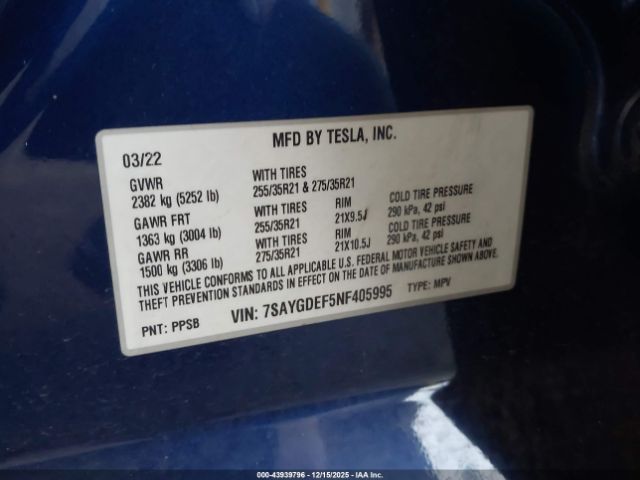 MFD BY TESLA, INC.
03/22
GVWR WITH TIRES
2382 kg (5252 lb) 255/35R21 & 275/35R21
GAWR FRT WITH TIRES RIM COLD TIRE PRESSURE
1363 kg (3004 lb) 255/35R21 21X9.5J 290 kPa, 42 psi
GAWR RR WITH TIRES RIM COLD TIRE PRESSURE
1500 kg (3306 lb) 275/35R21 21X10.5J 290 kPa, 42 psi
THIS VEHICLE CONFORMS TO ALL APPLICABLE U.S. FEDERAL MOTOR VEHICLE SAFETY AND
THEFT PREVENTION STANDARDS IN EFFECT ON THE DATE OF MANUFACTURE SHOWN ABOVE.
PNT: PPSB VIN: 7SAYGDEF5NF405995 TYPE: MPV
000-43939796 - 12/15/2025 - IAA Inc.